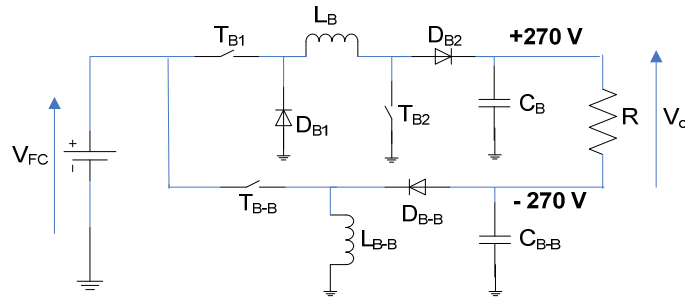 L_B
T_B1
D_B2
+270 V
V_FC
+
-
D_B1
T_B2
C_B
R
V_o
T_B-B
D_B-B
- 270 V
L_B-B
C_B-B